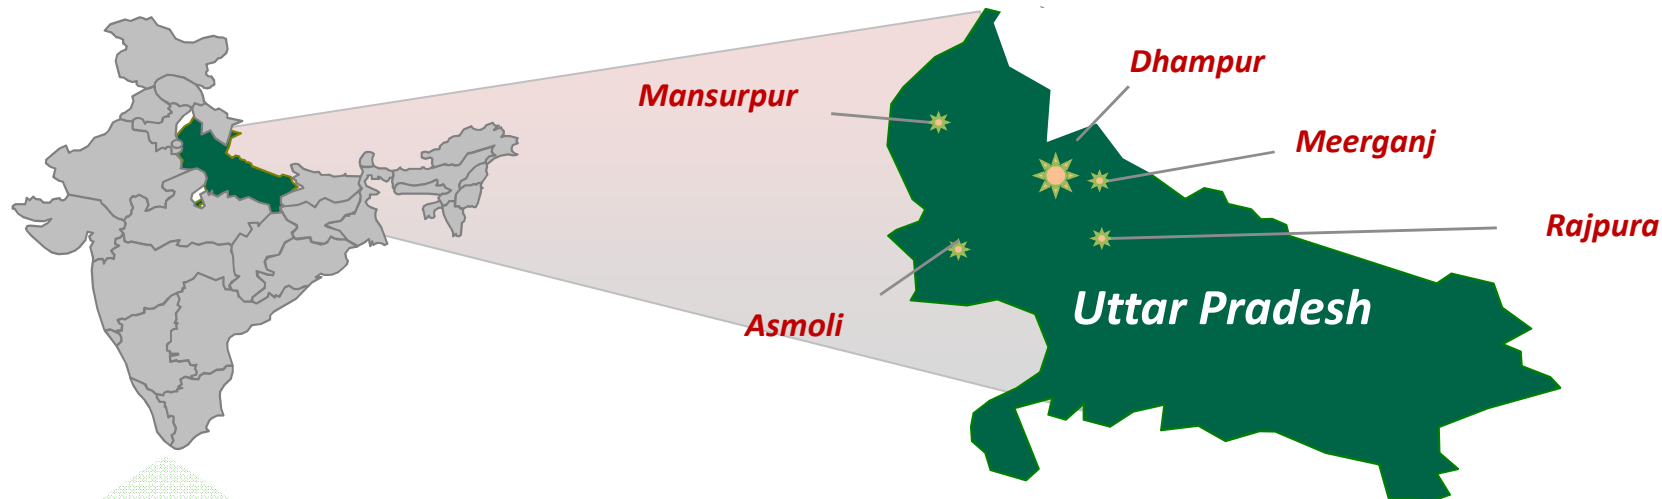 Dhampur
Mansurpur
Meerganj
Rajpura
Uttar Pradesh
Asmoli